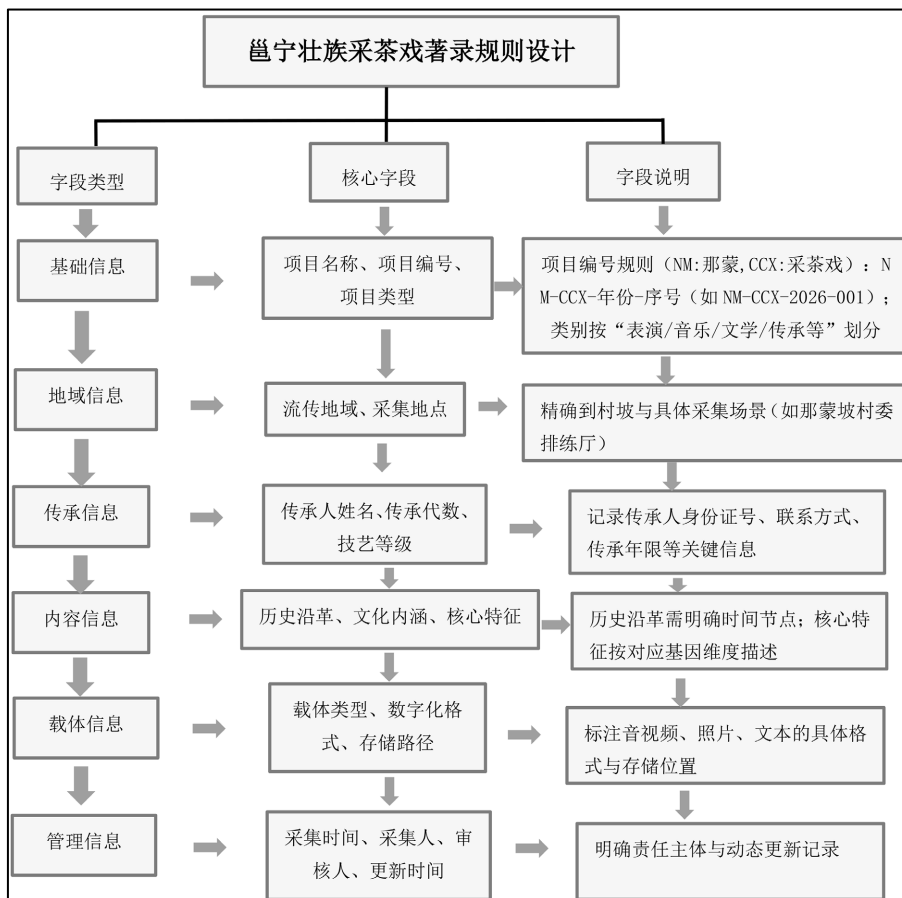 邕宁壮族采茶戏著录规则设计
字段类型
核心字段
字段说明
基础信息
项目名称、项目编号、
项目类型
项目编号规则（NM:那蒙,CCX:采茶戏）：N
M-CCX-年份-序号（如 NM-CCX-2026-001）；
类别按“表演/音乐/文学/传承等”划分
地域信息
流传地域、采集地点
精确到村坡与具体采集场景（如那蒙坡村委
排练厅）
传承信息
传承人姓名、传承代数、
技艺等级
记录传承人身份证号、联系方式、
传承年限等关键信息
内容信息
历史沿革、文化内涵、核心特征
历史沿革需明确时间节点；核心特
征按对应基因维度描述
载体信息
载体类型、数字化格
式、存储路径
标注音视频、照片、文本的具体格式
与存储位置
管理信息
采集时间、采集人、审
核人、更新时间
明确责任主体与动态更新记录